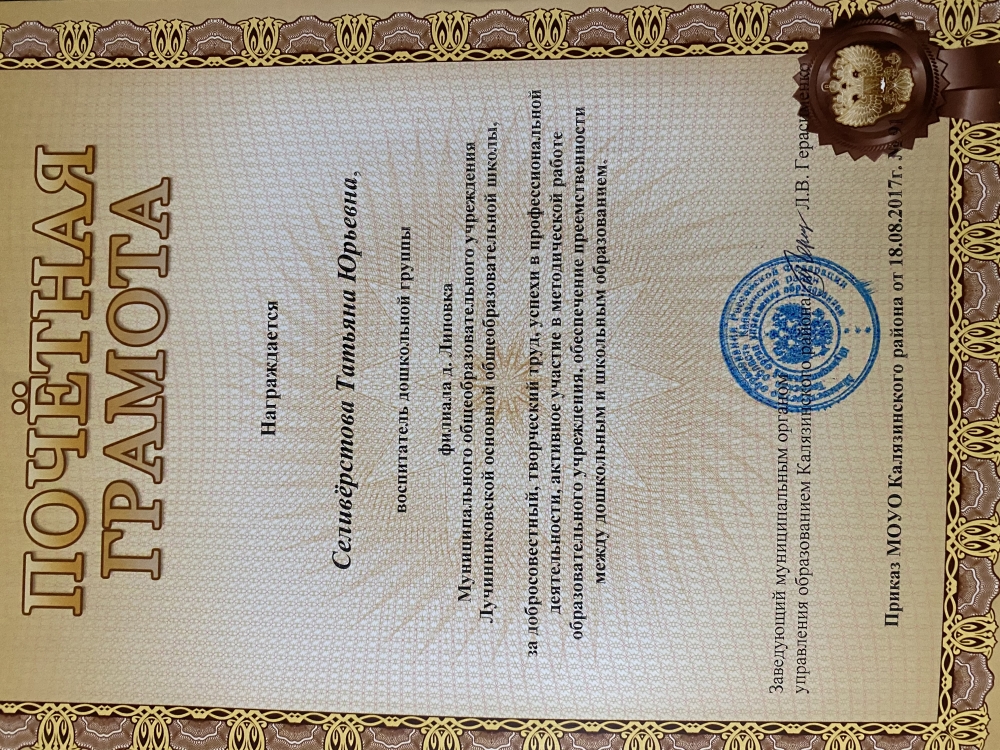 ПОЧЁТНАЯ
ГРАМОТА
Награждается
Селивёрстова Татьяна Юрьевна,
воспитатель дошкольной группы
филиала д. Липовка
Муниципального общеобразовательного учреждения
Лучинниковской основной общеобразовательной школы,
за добросовестный, творческий труд, успехи в профессиональной
деятельности, активное участие в методической работе
образовательного учреждения, обеспечение преемственности
между дошкольным и школьным образованием.
Заведующий муниципальным органом
управления образованием Калязинского района Л.В.
Приказ МОУО Калязинского района от 18.08.2017г.